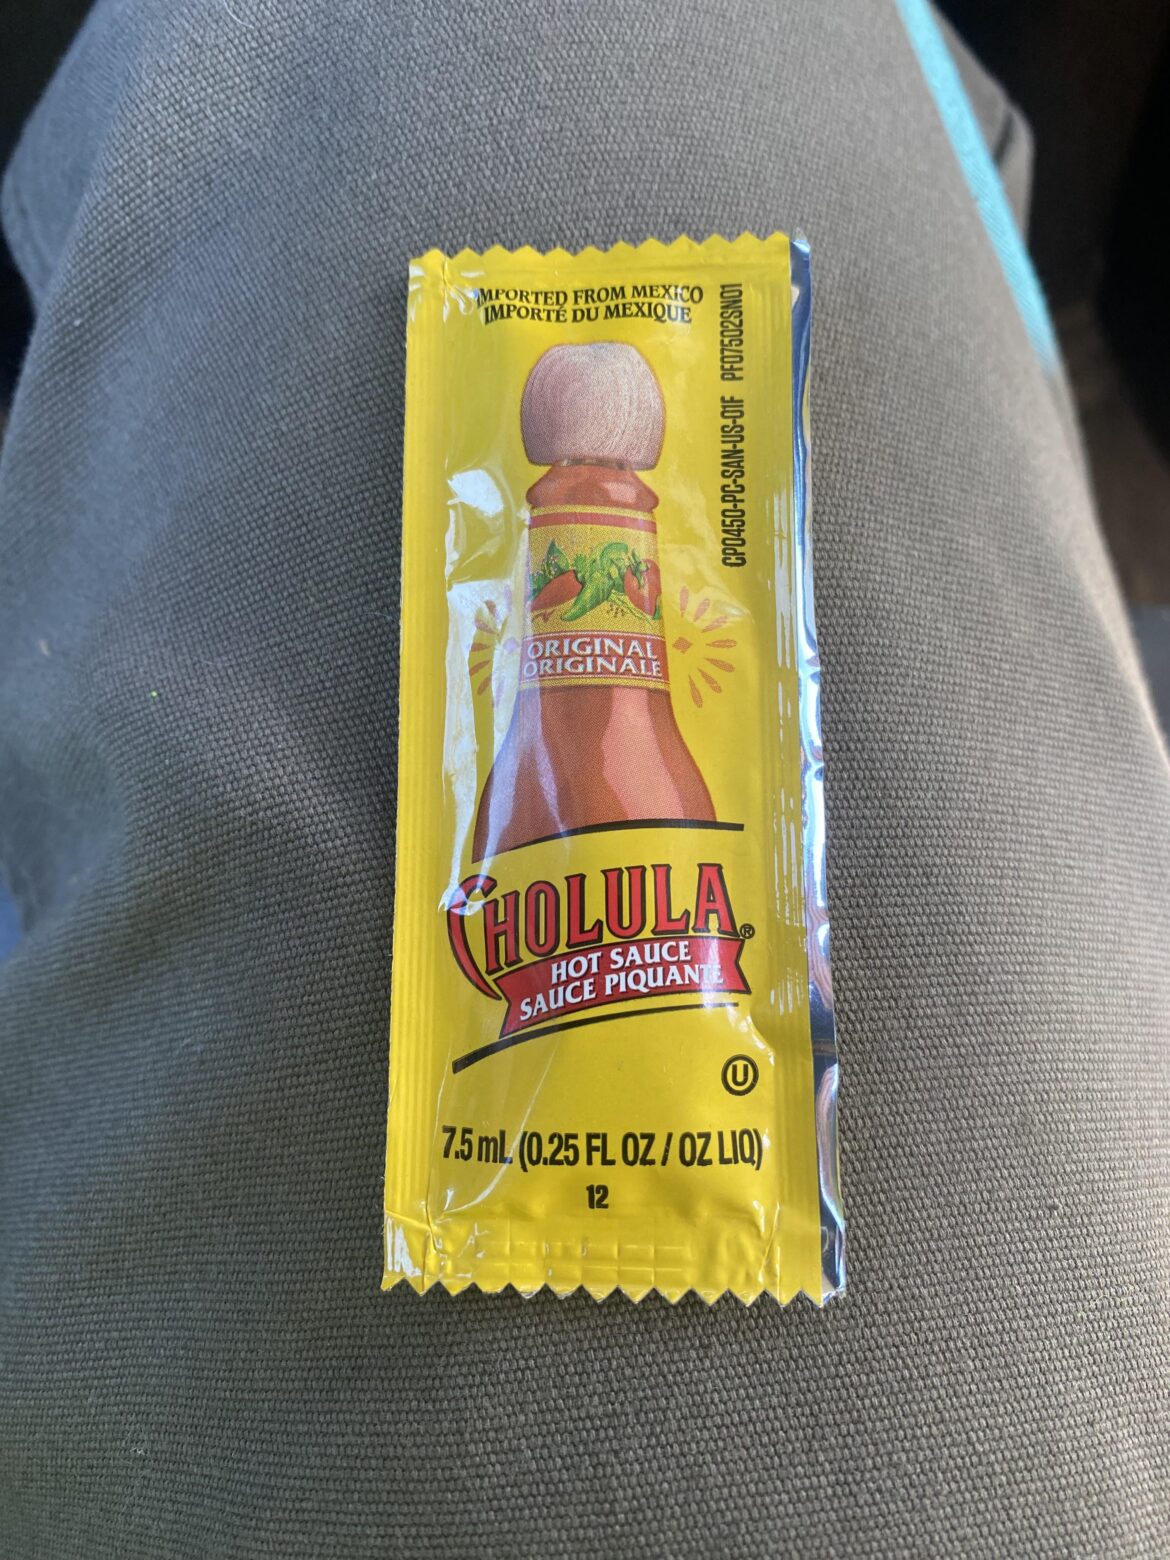 IMPORTED FROM MEXICO
IMPORTÉ DU MEXIQUE
CP0450-PC-SAN-US-01F PF07502SN01
ORIGINAL
ORIGINALE
CHOLULA®
HOT SAUCE
SAUCE PIQUANTE
U
7.5 mL (0.25 FL OZ / OZ LIQ)
12